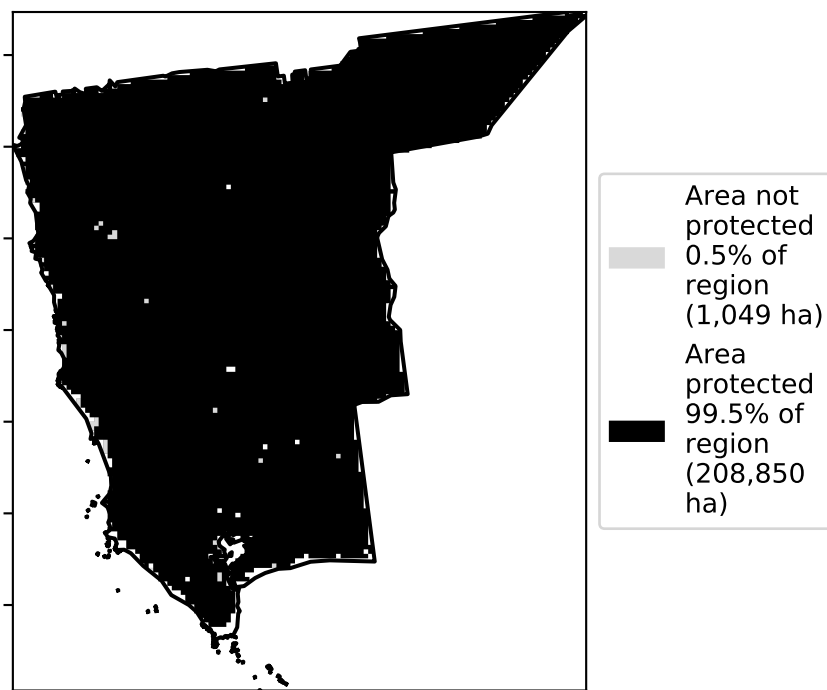 Area not
protected
0.5% of
region
(1,049 ha)
Area
protected
99.5% of
region
(208,850
ha)